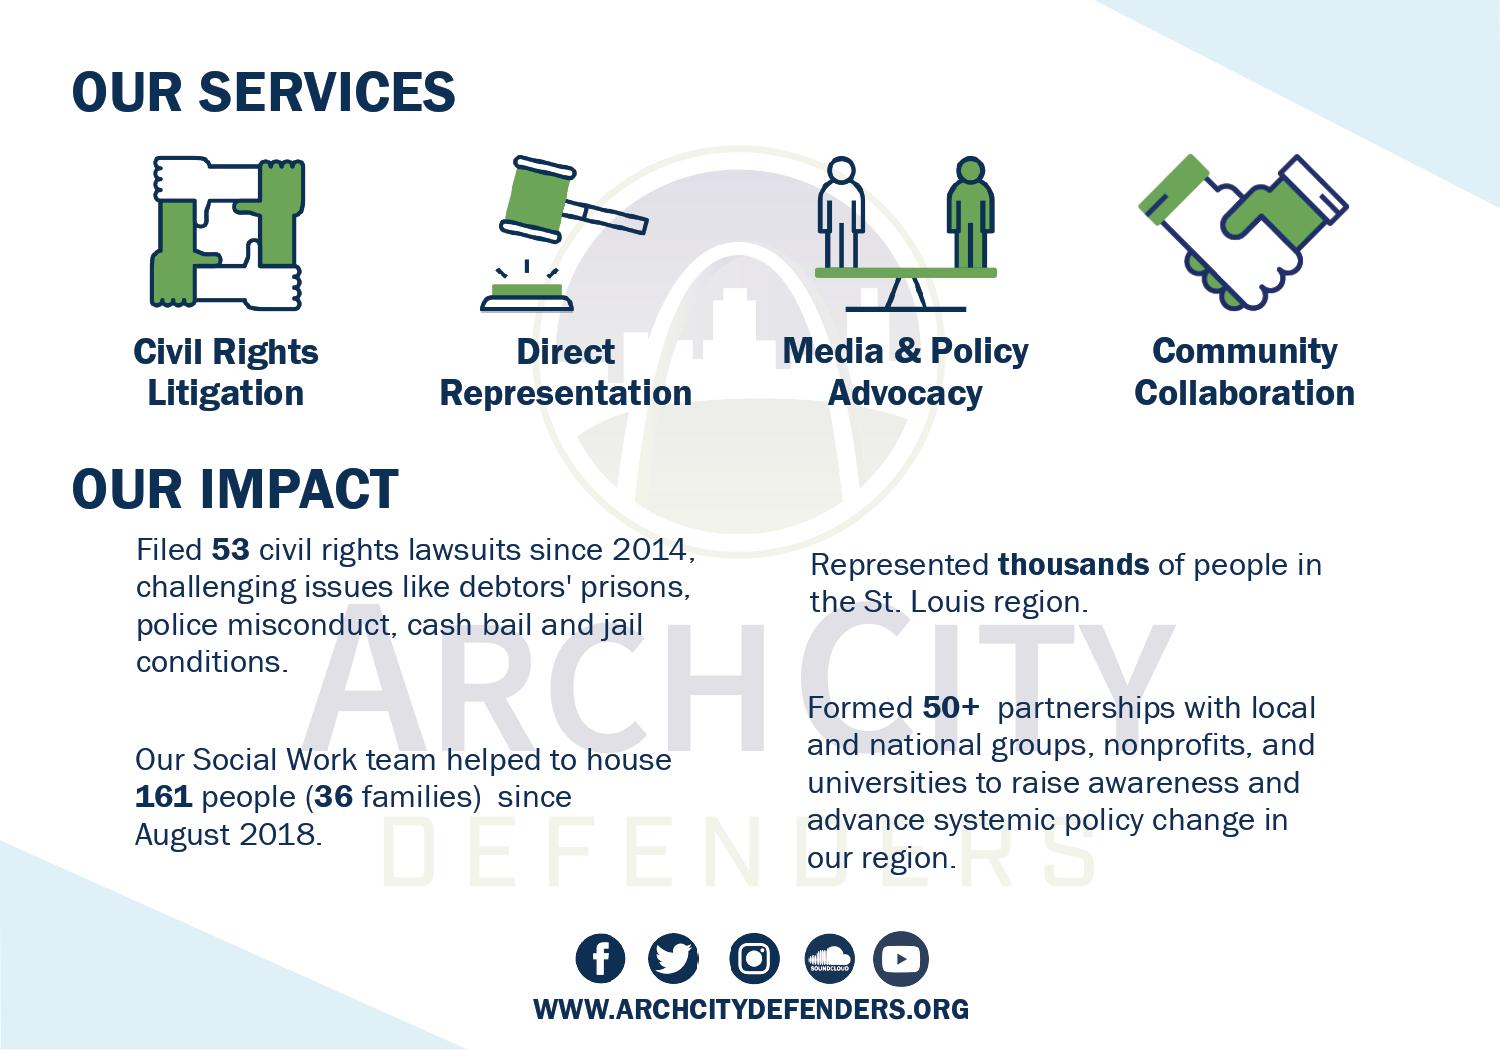 OUR SERVICES
Civil Rights
Litigation
Direct
Representation
Media & Policy
Advocacy
Community
Collaboration
OUR IMPACT
Filed 53 civil rights lawsuits since 2014,
challenging issues like debtors' prisons,
police misconduct, cash bail and jail
conditions.
Our Social Work team helped to house
161 people (36 families) since
August 2018.
Represented thousands of people in
the St. Louis region.
Formed 50+ partnerships with local
and national groups, nonprofits, and
universities to raise awareness and
advance systemic policy change in
our region.
ARCHCITY
DEFENDERS
SOUNDCLOUD
WWW.ARCHCITYDEFENDERS.ORG